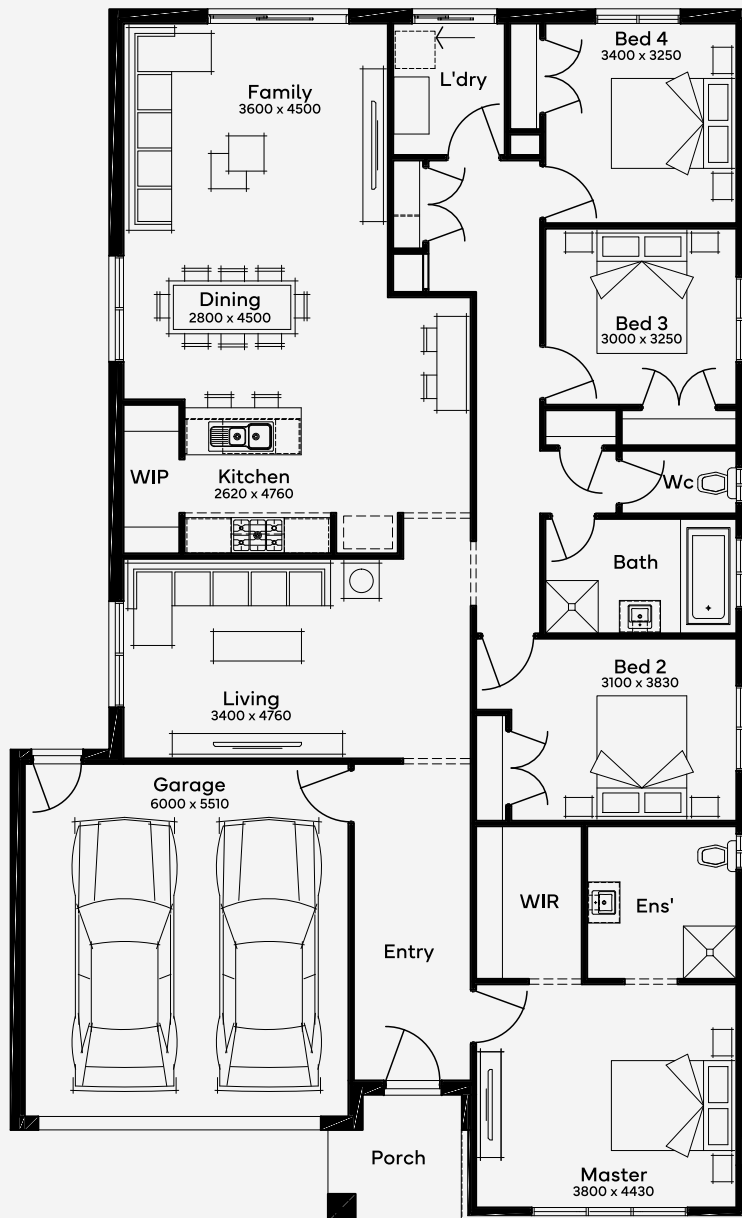 Bed 4
3400 x 3250
L'dry
Family
3600 x 4500
Dining
2800 x 4500
Bed 3
3000 x 3250
WIP
Kitchen
2620 x 4760
Wc
Bath
Bed 2
3100 x 3830
Living
3400 x 4760
Garage
6000 x 5510
WIR
Ens'
Entry
Porch
Master
3800 x 4430